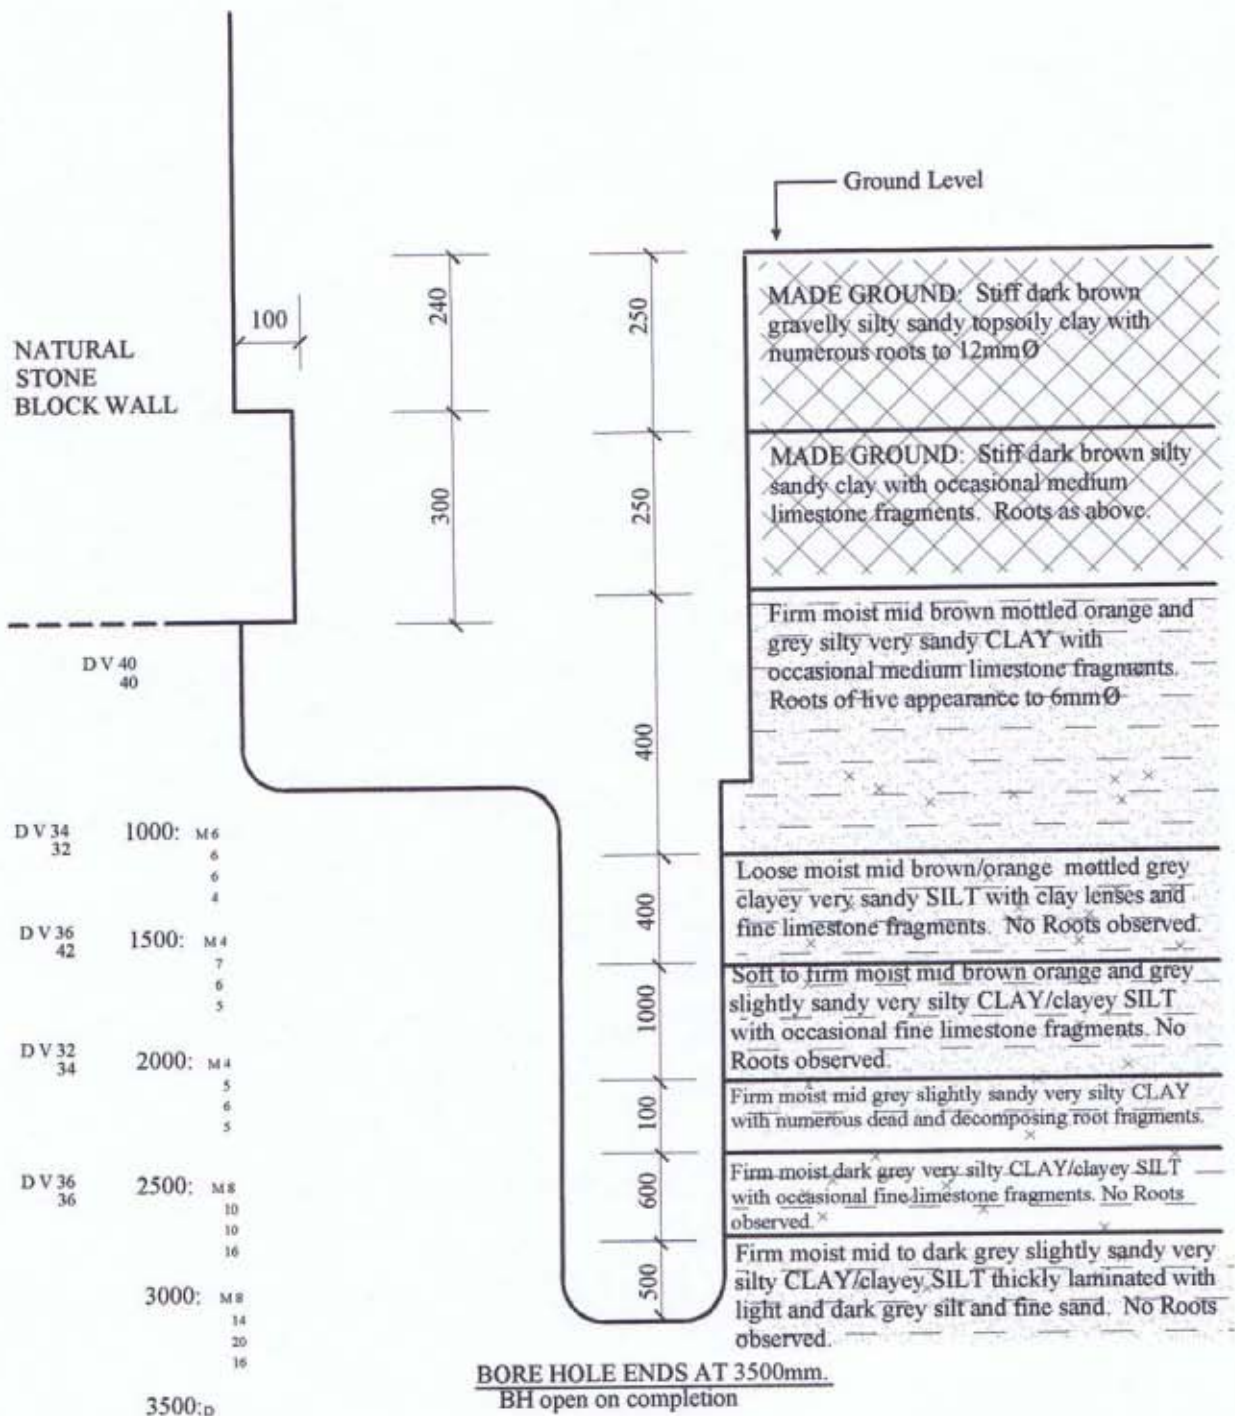 Ground Level
100
240
250
MADE GROUND: Stiff dark brown
gravelly silty sandy topsoily clay with
numerous roots to 12mmØ
NATURAL
STONE
BLOCK WALL
300
250
MADE GROUND: Stiff dark brown silty
sandy clay with occasional medium
limestone fragments. Roots as above.
D V 40
40
400
Firm moist mid brown mottled orange and
grey silty very sandy CLAY with
occasional medium limestone fragments.
Roots of live appearance to 6mmØ
D V 34
32
1000: M 6
6
6
4
400
Loose moist mid brown/orange mottled grey
clayey very sandy SILT with clay lenses and
fine limestone fragments. No Roots observed.
D V 36
42
1500: M 4
7
6
5
1000
Soft to firm moist mid brown orange and grey
slightly sandy very silty CLAY/clayey SILT
with occasional fine limestone fragments. No
Roots observed.
D V 32
34
2000: M 4
5
6
5
100
Firm moist mid grey slightly sandy very silty CLAY
with numerous dead and decomposing root fragments.
D V 36
36
2500: M 8
10
10
16
600
Firm moist dark grey very silty CLAY/clayey SILT
with occasional fine limestone fragments. No Roots
observed.
3000: M 8
14
20
16
500
Firm moist mid to dark grey slightly sandy very
silty CLAY/clayey SILT thickly laminated with
light and dark grey silt and fine sand. No Roots
observed.
3500: D
BORE HOLE ENDS AT 3500mm.
BH open on completion